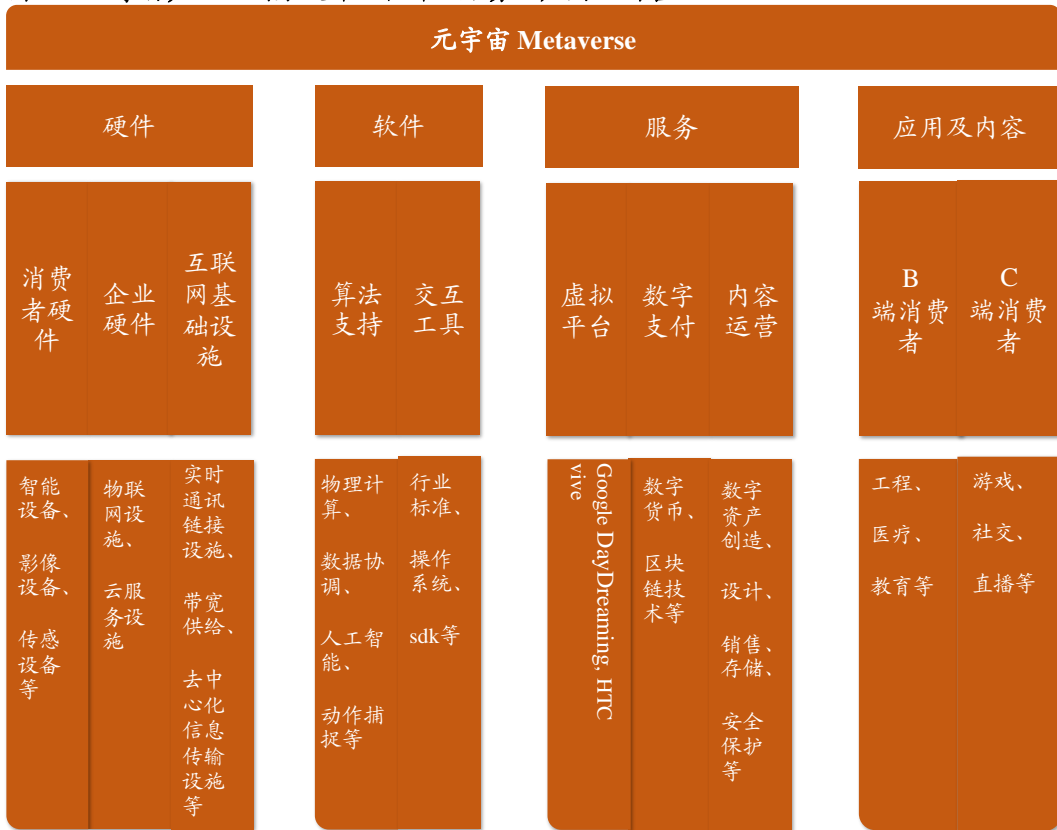 元宇宙 Metaverse
硬件
软件
服务
应用及内容
消费
者硬
件
企业
硬件
互联
网基
础设
施
算法
支持
交互
工具
虚拟
平台
数字
支付
内容
运营
B
端消费
者
C
端消费
者
智能
设备、
影像
设备、
传感
设备
等
物联
网设
施、
云服
务设
施
实时
通讯
链接
设施、
带宽
供给、
去中
心化
信息
传输
设施
等
物理计
算、
数据协
调、
人工智
能、
动作捕
捉等
行业
标准、
操作
系统、
sdk等
Google DayDreaming, HTC
vive
数字
货币、
区块
链技
术等
数字
资产
创造、
设计、
销售、
存储、
安全
保护
等
工程、
医疗、
教育等
游戏、
社交、
直播等